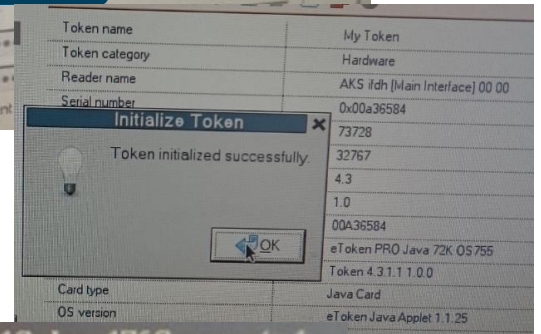 Token name My Token
Token category Hardware
Reader name AKS ifdh [Main Interface] 00 00
Serial number 0x00a36584
Initialize Token
73728
Token initialized successfully.
32767
4.3
1.0
00A36584
OK
eToken PRO Java 72K OS755
Token 4.3.1.1 1.0.0
Card type Java Card
OS version eToken Java Applet 1.1.25